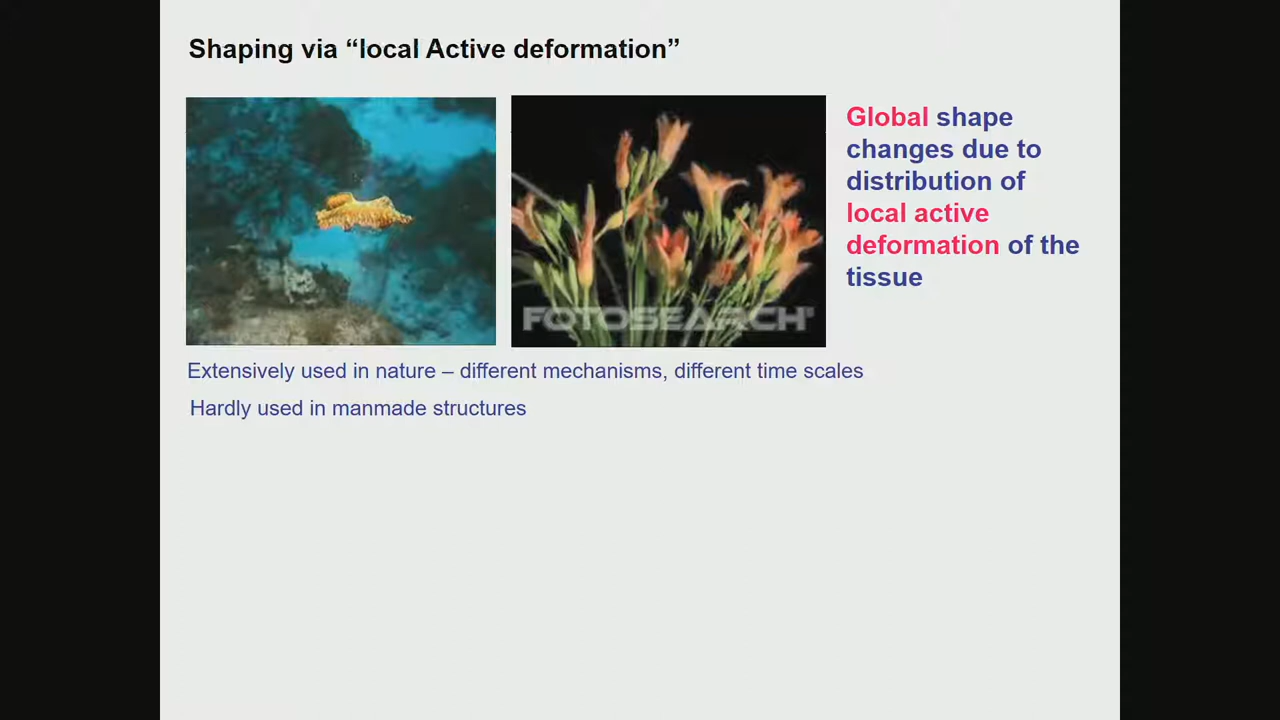 Shaping via “local Active deformation”
Global shape
changes due to
distribution of
local active
deformation of the
tissue
FOTOSEARCH®
Extensively used in nature – different mechanisms, different time scales
Hardly used in manmade structures